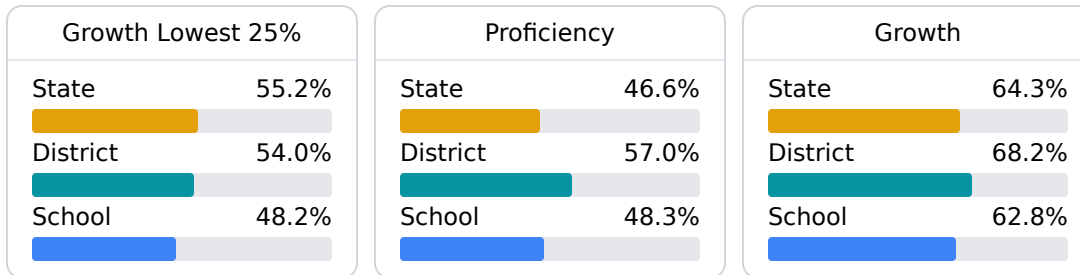 Growth Lowest 25%
State 55.2%
District 54.0%
School 48.2%
Proficiency
State 46.6%
District 57.0%
School 48.3%
Growth
State 64.3%
District 68.2%
School 62.8%